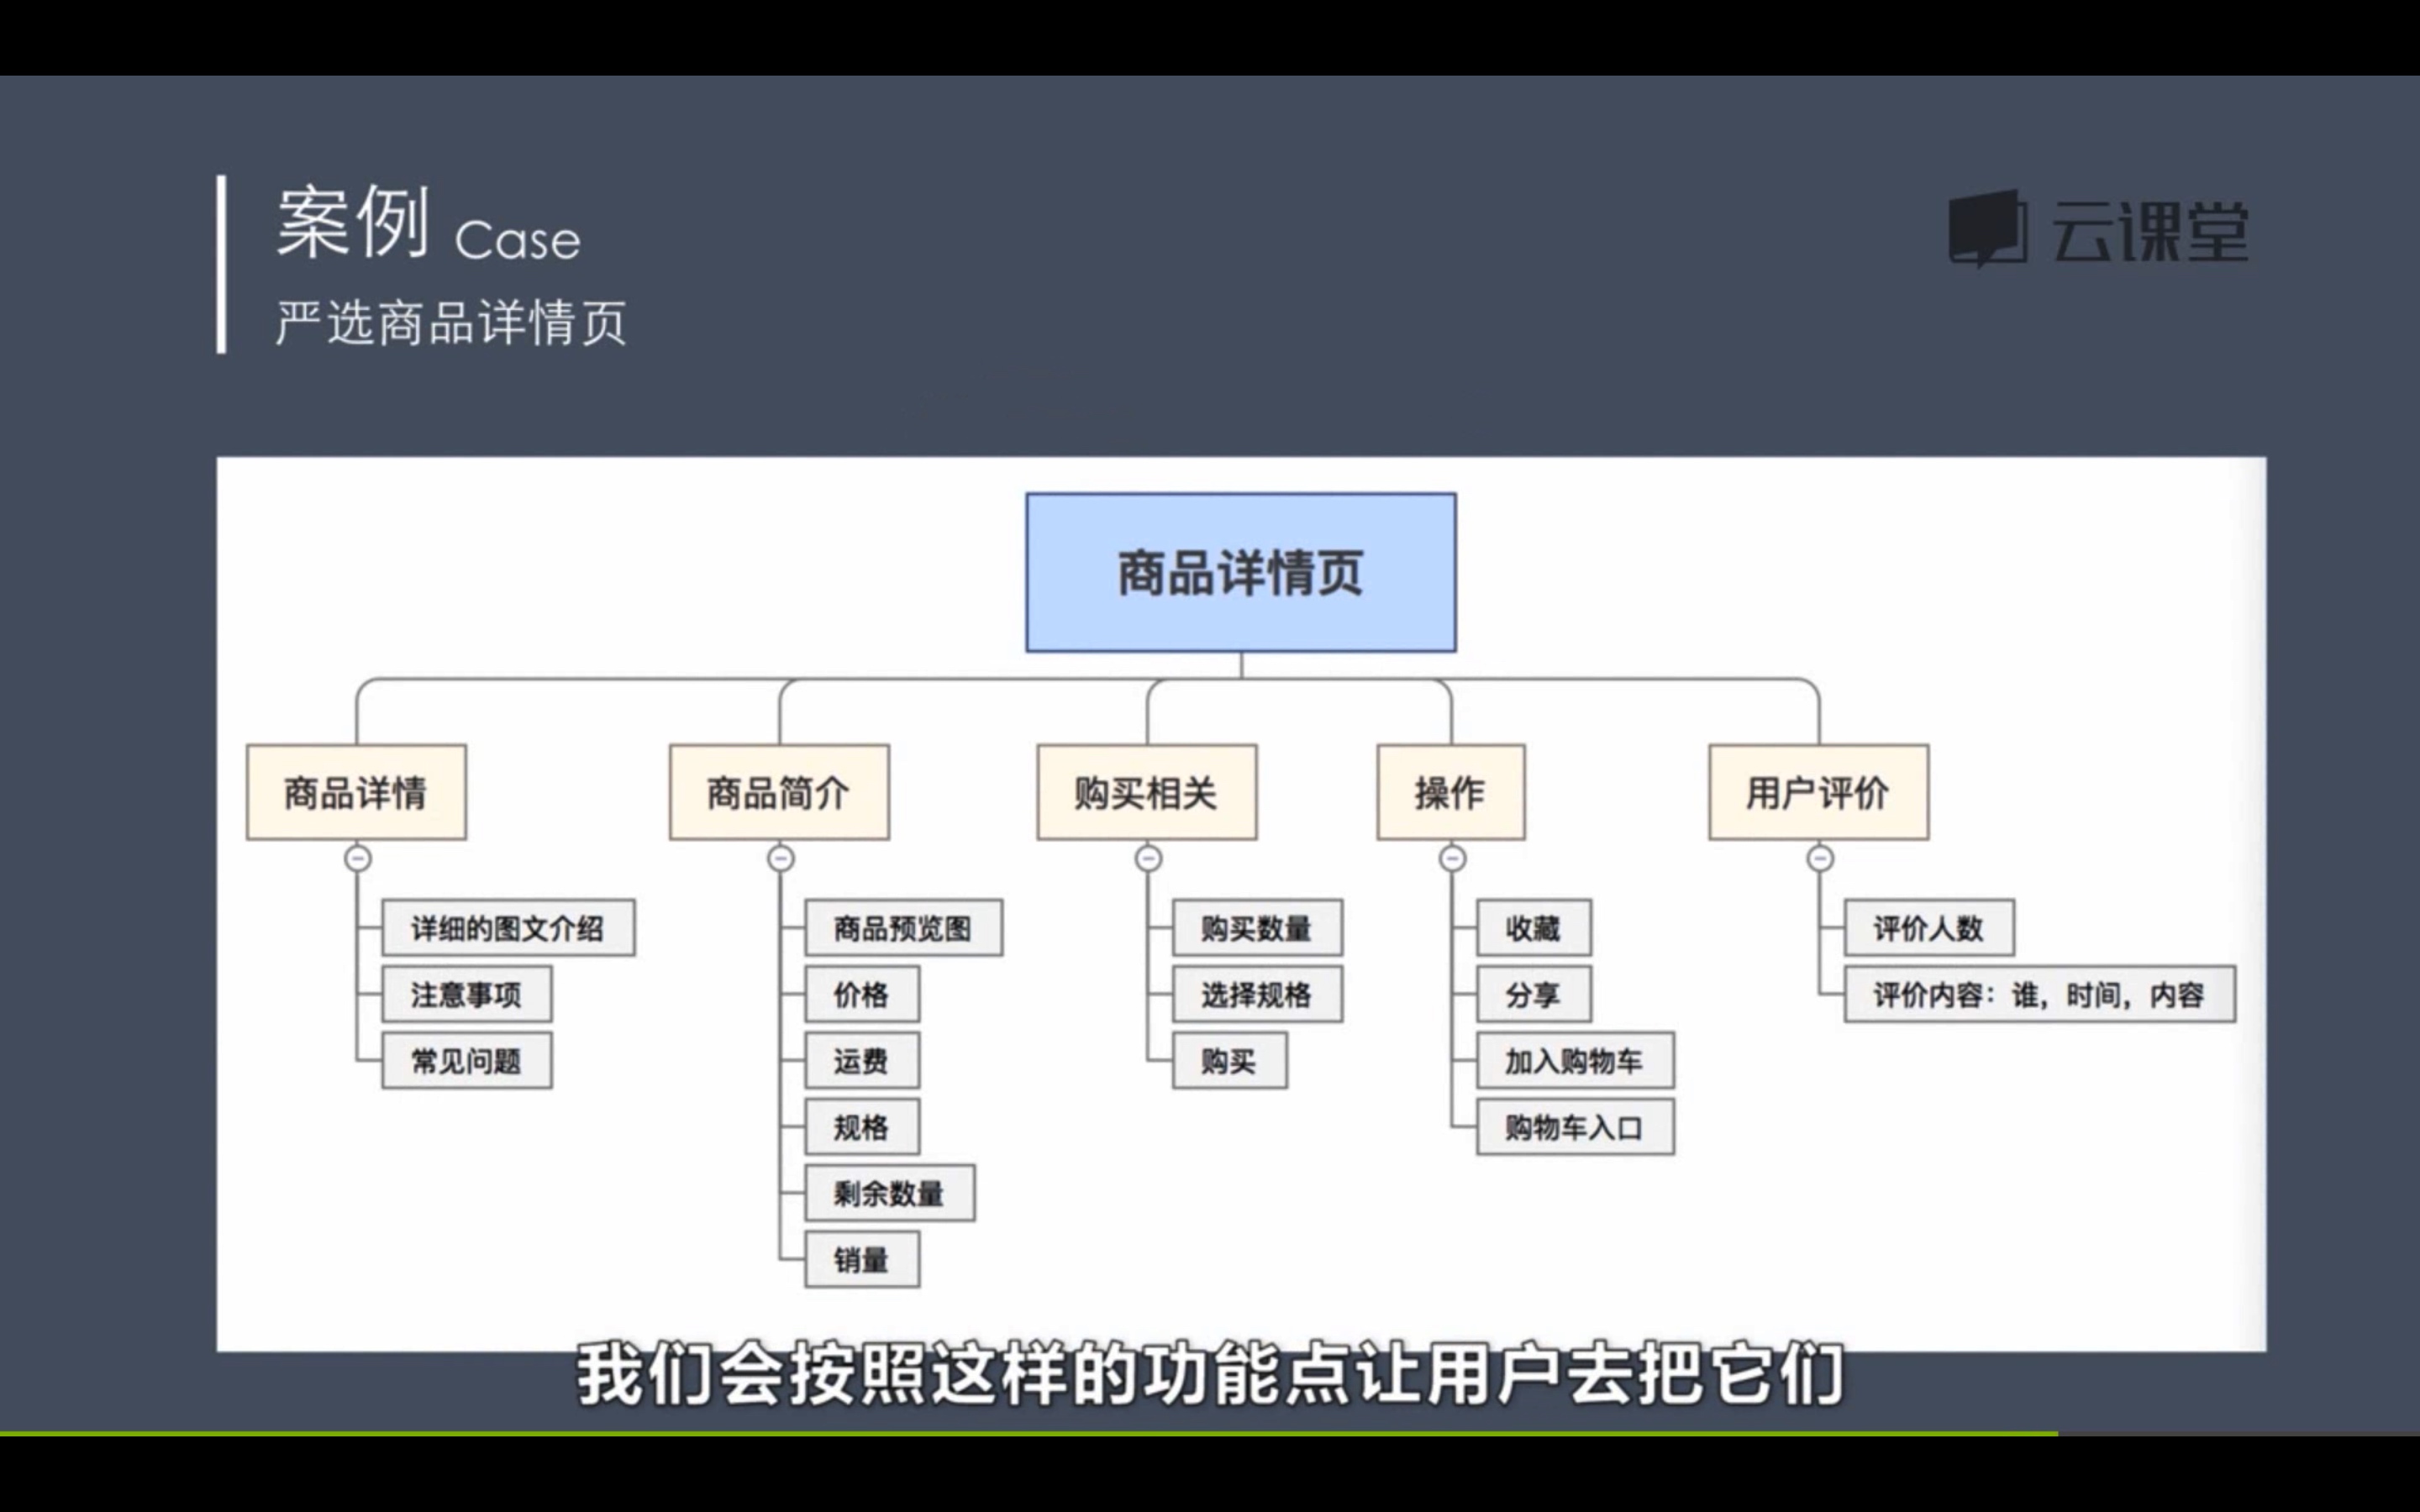 案例 Case
云课堂
严选商品详情页
商品详情页
商品详情
商品简介
购买相关
操作
用户评价
详细的图文介绍
注意事项
常见问题
商品预览图
价格
运费
规格
剩余数量
销量
购买数量
选择规格
购买
收藏
分享
加入购物车
购物车入口
评价人数
评价内容：谁，时间，内容
我们会按照这样的功能点让用户去把它们